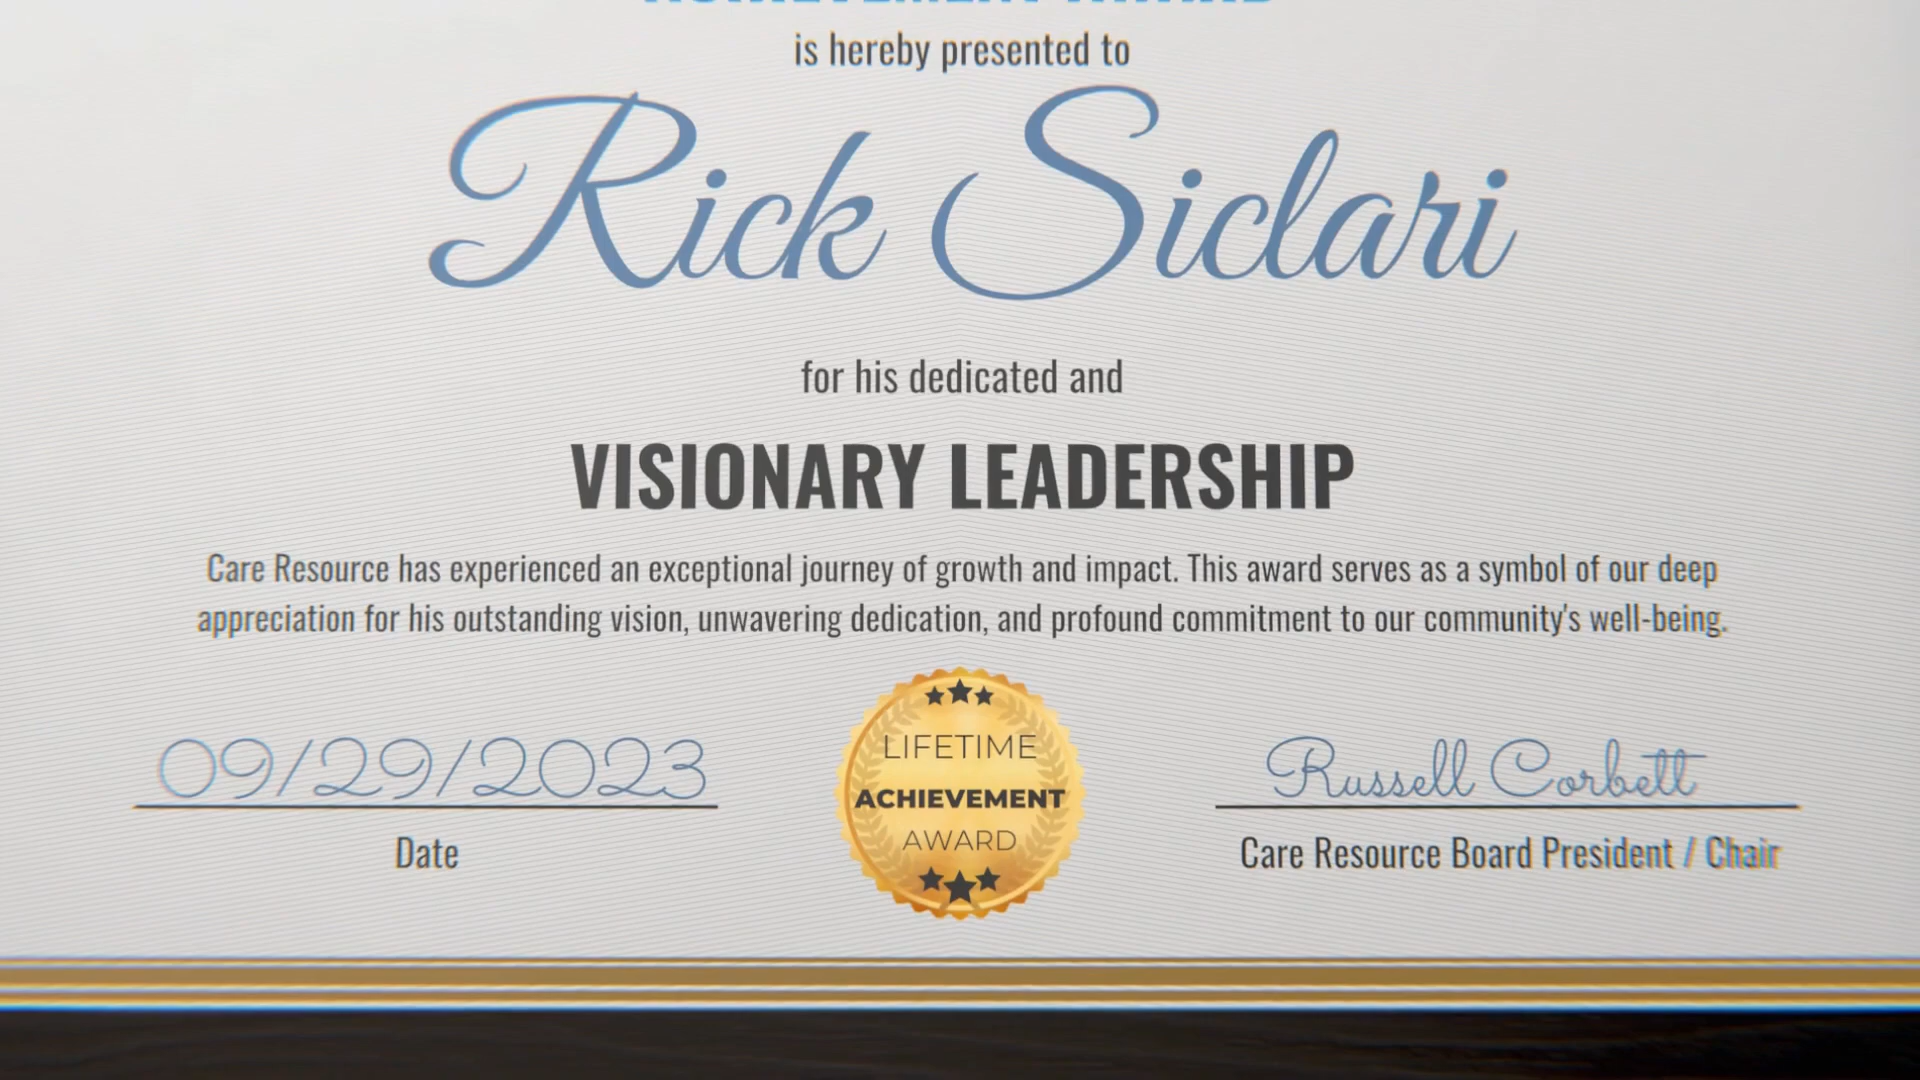 ACHIEVEMENT AWARD
is hereby presented to
Rick Siclari
for his dedicated and
VISIONARY LEADERSHIP
Care Resource has experienced an exceptional journey of growth and impact. This award serves as a symbol of our deep
appreciation for his outstanding vision, unwavering dedication, and profound commitment to our community's well-being.
09/29/2023
Date
LIFETIME
ACHIEVEMENT
AWARD
Russell Corbett
Care Resource Board President / Chair